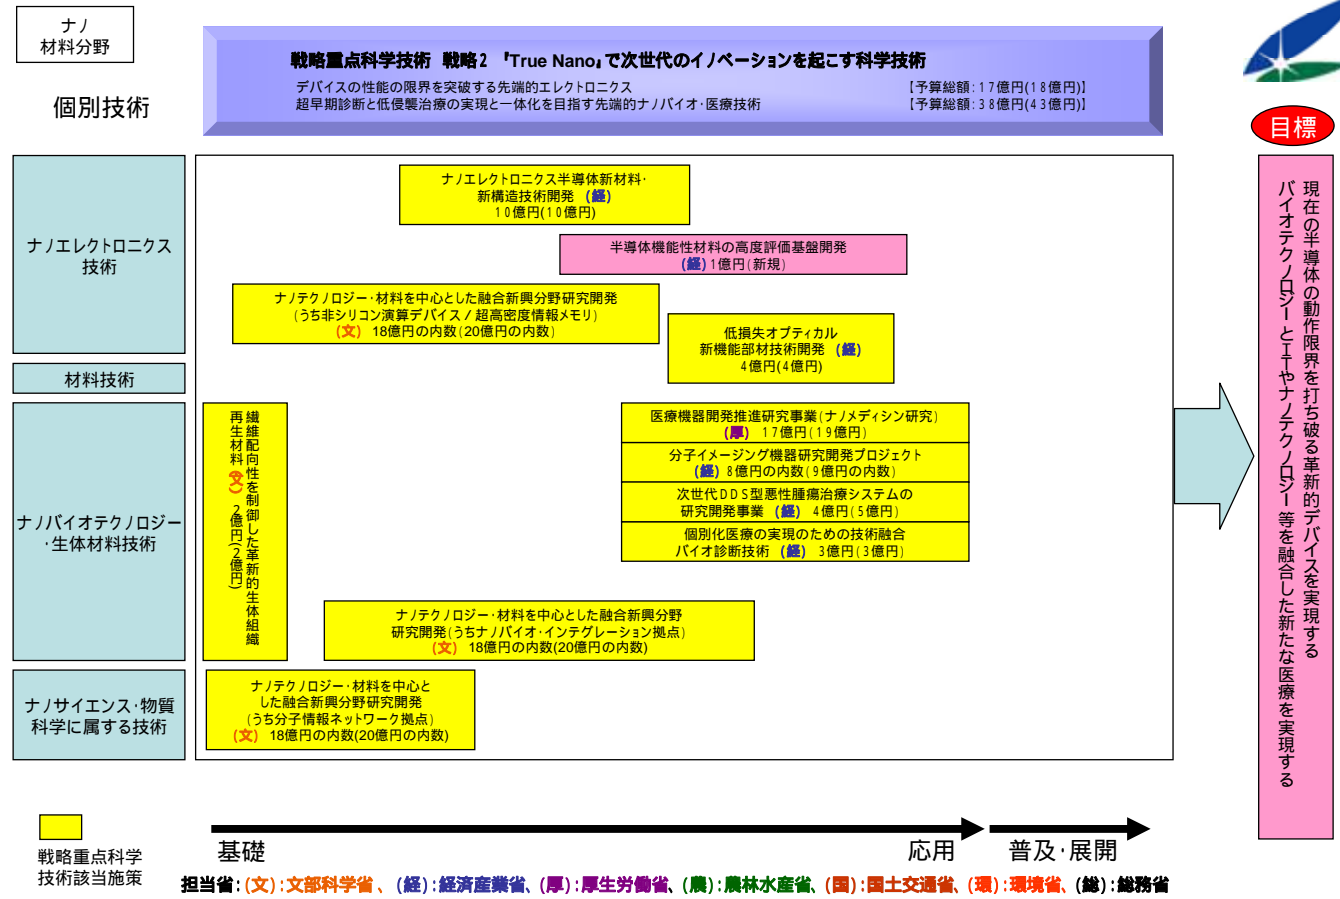 ナノ
材料分野
個別技術
戦略重点科学技術 戦略2 『True Nano』で次世代のイノベーションを起こす科学技術
デバイスの性能の限界を突破する先端的エレクトロニクス 【予算総額:17億円(18億円)】
超早期診断と低侵襲治療の実現と一体化を目指す先端的ナノバイオ・医療技術 【予算総額:38億円(43億円)】
目標
ナノエレクトロニクス
技術
ナノエレクトロニクス半導体新材料・
新構造技術開発 (経)
10億円(10億円)
半導体機能性材料の高度評価基盤開発
(経)1億円(新規)
ナノテクノロジー・材料を中心とした融合新興分野研究開発
(うち非シリコン演算デバイス/超高密度情報メモリ)
(文) 18億円の内数(20億円の内数)
低損失オプティカル
新機能部材技術開発 (経)
4億円(4億円)
材料技術
ナノバイオテクノロジー
・生体材料技術
繊維配向性を制御した革新的生体組織
再生材料(文) 2億円(2億円)
医療機器開発推進研究事業(ナノメディシン研究)
(厚) 17億円(19億円)
分子イメージング機器研究開発プロジェクト
(経) 8億円の内数(9億円の内数)
次世代DDS型悪性腫瘍治療システムの
研究開発事業 (経) 4億円(5億円)
個別化医療の実現のための技術融合
バイオ診断技術 (経) 3億円(3億円)
ナノテクノロジー・材料を中心とした融合新興分野
研究開発(うちナノバイオ・インテグレーション拠点)
(文) 18億円の内数(20億円の内数)
ナノサイエンス・物質
科学に属する技術
ナノテクノロジー・材料を中心と
した融合新興分野研究開発
(うち分子情報ネットワーク拠点)
(文) 18億円の内数(20億円の内数)
現在の半導体の動作限界を打ち破る革新的デバイスを実現する
バイオテクノロジーとITやナノテクノロジー等を融合した新たな医療を実現する
戦略重点科学
技術該当施策
基礎
応用
普及・展開
担当省:(文):文部科学省、(経):経済産業省、(厚):厚生労働省、(農):農林水産省、(国):国土交通省、(環):環境省、(総):総務省